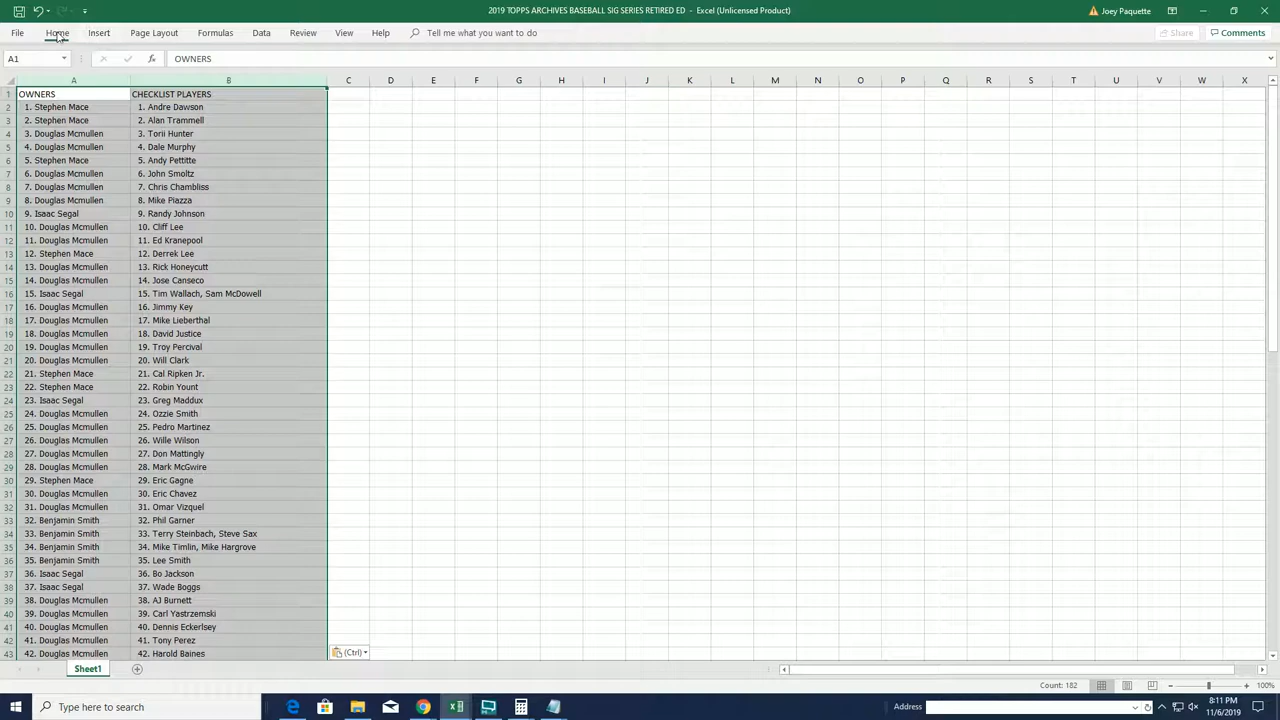 2019 TOPPS ARCHIVES BASEBALL SIG SERIES RETIRED ED - Excel (Unlicensed Product)
Joey Paquette
File Home Insert Page Layout Formulas Data Review View Help Tell me what you want to do Share Comments
A1 fx OWNERS
A B C D E F G H I J K L M N O P Q R S T U V W X
1 OWNERS CHECKLIST PLAYERS
2 1. Stephen Mace 1. Andre Dawson
3 2. Stephen Mace 2. Alan Trammell
4 3. Douglas Mcmullen 3. Torii Hunter
5 4. Douglas Mcmullen 4. Dale Murphy
6 5. Stephen Mace 5. Andy Pettitte
7 6. Douglas Mcmullen 6. John Smoltz
8 7. Douglas Mcmullen 7. Chris Chambliss
9 8. Douglas Mcmullen 8. Mike Piazza
10 9. Isaac Segal 9. Randy Johnson
11 10. Douglas Mcmullen 10. Cliff Lee
12 11. Douglas Mcmullen 11. Ed Kranepool
13 12. Stephen Mace 12. Derrek Lee
14 13. Douglas Mcmullen 13. Rick Honeycutt
15 14. Douglas Mcmullen 14. Jose Canseco
16 15. Isaac Segal 15. Tim Wallach, Sam McDowell
17 16. Douglas Mcmullen 16. Jimmy Key
18 17. Douglas Mcmullen 17. Mike Lieberthal
19 18. Douglas Mcmullen 18. David Justice
20 19. Douglas Mcmullen 19. Troy Percival
21 20. Douglas Mcmullen 20. Will Clark
22 21. Stephen Mace 21. Cal Ripken Jr.
23 22. Stephen Mace 22. Robin Yount
24 23. Isaac Segal 23. Greg Maddux
25 24. Douglas Mcmullen 24. Ozzie Smith
26 25. Douglas Mcmullen 25. Pedro Martinez
27 26. Douglas Mcmullen 26. Wille Wilson
28 27. Douglas Mcmullen 27. Don Mattingly
29 28. Douglas Mcmullen 28. Mark McGwire
30 29. Stephen Mace 29. Eric Gagne
31 30. Douglas Mcmullen 30. Eric Chavez
32 31. Douglas Mcmullen 31. Omar Vizquel
33 32. Benjamin Smith 32. Phil Garner
34 33. Benjamin Smith 33. Terry Steinbach, Steve Sax
35 34. Benjamin Smith 34. Mike Timlin, Mike Hargrove
36 35. Benjamin Smith 35. Lee Smith
37 36. Isaac Segal 36. Bo Jackson
38 37. Isaac Segal 37. Wade Boggs
39 38. Douglas Mcmullen 38. AJ Burnett
40 39. Douglas Mcmullen 39. Carl Yastrzemski
41 40. Douglas Mcmullen 40. Dennis Eckerlsey
42 41. Douglas Mcmullen 41. Tony Perez
43 42. Douglas Mcmullen 42. Harold Baines
(Ctrl)
Sheet1
Count: 182 100%
Type here to search
Address
8:11 PM
11/6/2019